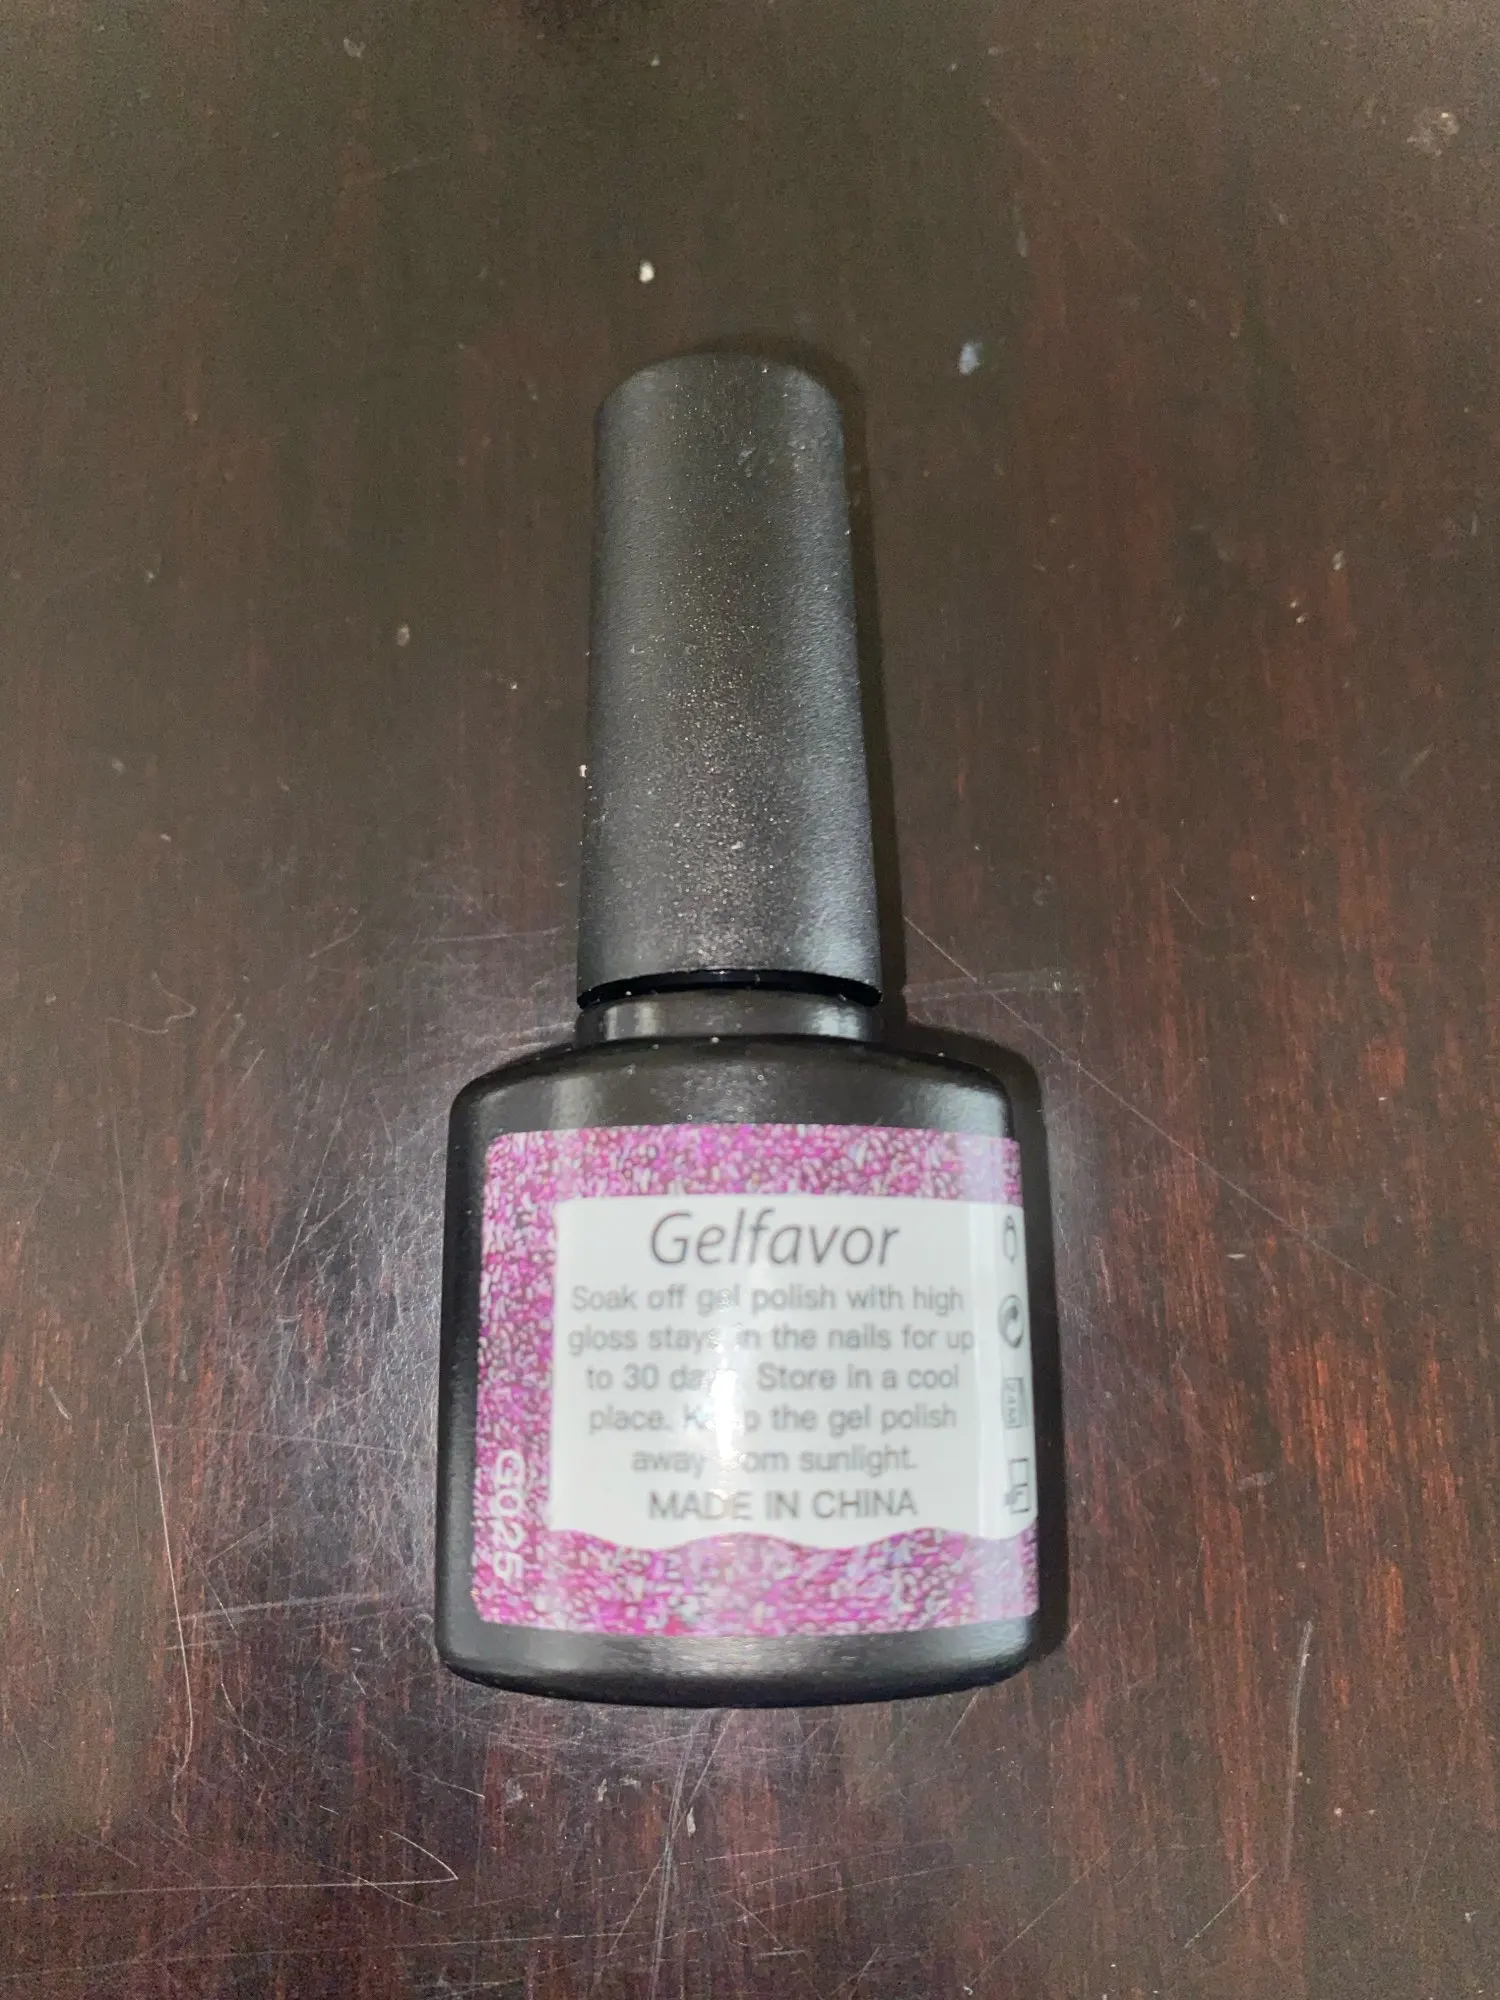 Gelfavor
Soak off gel polish with high
gloss stays in the nails for up
to 30 days. Store in a cool
place. Keep the gel polish
away from sunlight.
MADE IN CHINA
G025